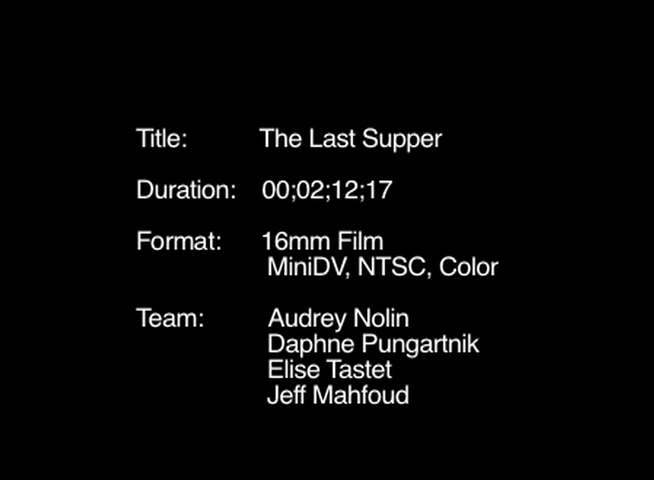 Title: The Last Supper
Duration: 00;02;12;17
Format: 16mm Film
MiniDV, NTSC, Color
Team: Audrey Nolin
Daphne Pungartnik
Elise Tastet
Jeff Mahfoud